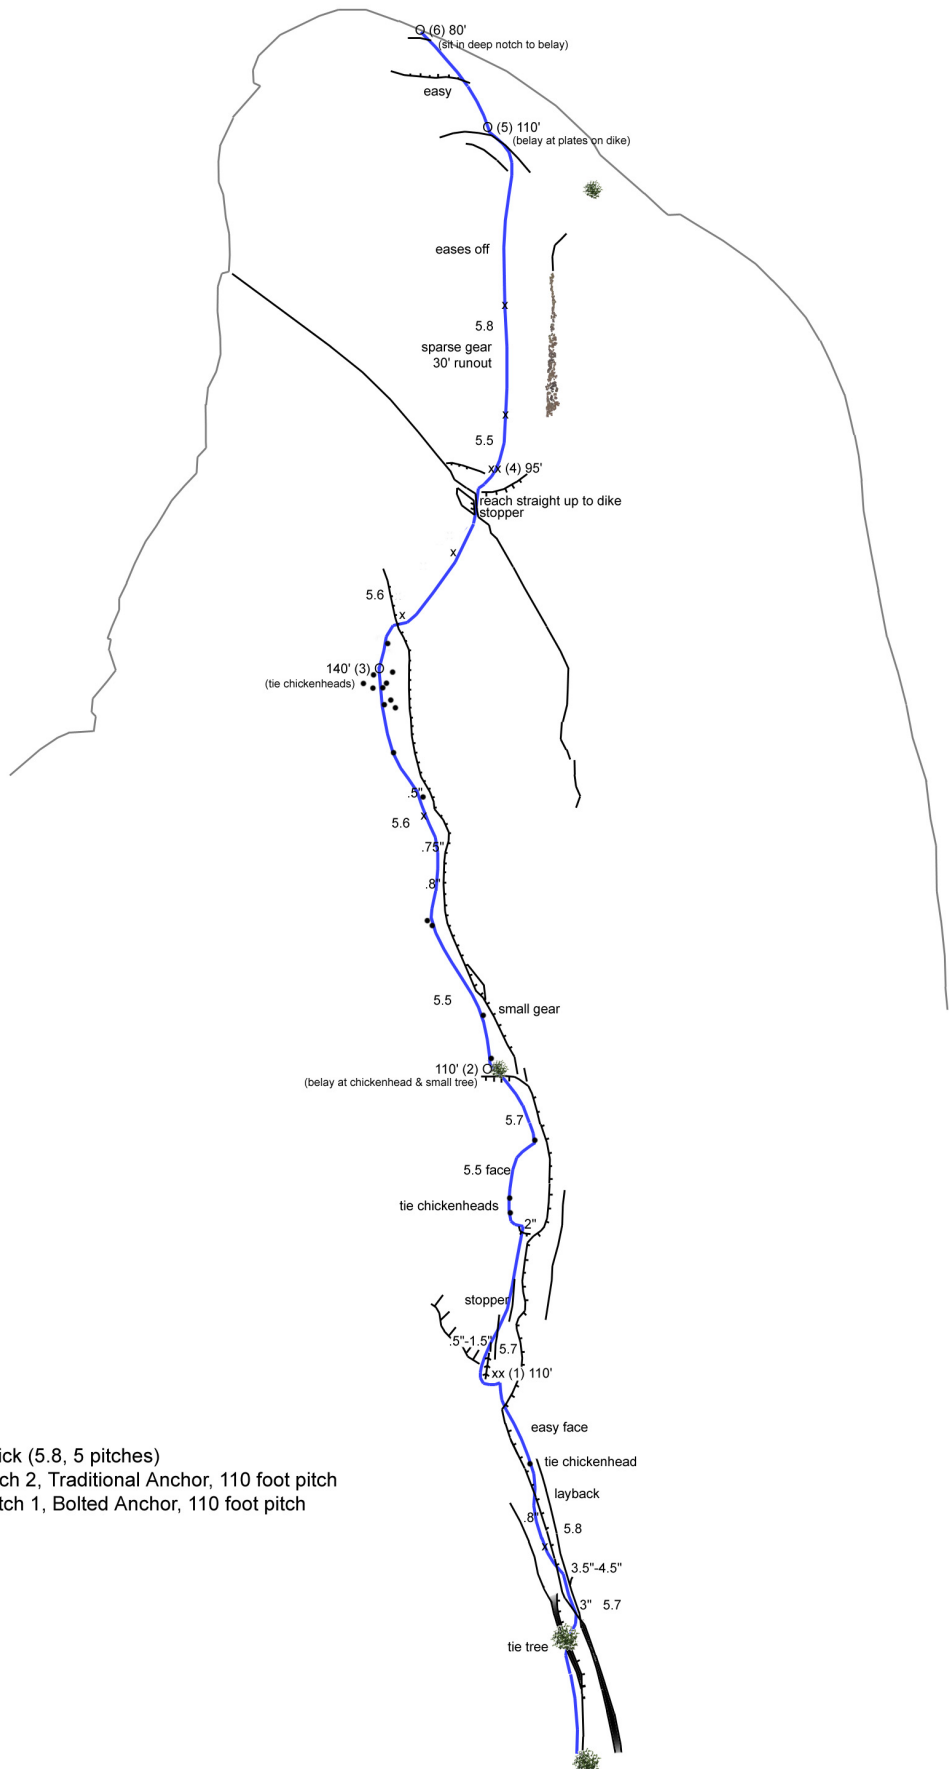 (6) 80'
(sit in deep notch to belay)
easy
(5) 110'
(belay at plates on dike)
eases off
x
5.8
sparse gear
30' runout
x
5.5
xx (4) 95'
reach straight up to dike
stopper
x
5.6
x
140' (3)
(tie chickenheads)
.5"
x
5.6
.75"
.8"
5.5
small gear
110' (2)
(belay at chickenhead & small tree)
5.7
5.5 face
tie chickenheads
2"
stopper
.5"-1.5"
5.7
xx (1) 110'
easy face
ick (5.8, 5 pitches)
tie chickenhead
ch 2, Traditional Anchor, 110 foot pitch
layback
tch 1, Bolted Anchor, 110 foot pitch
.8"
5.8
x
3.5"-4.5"
3" 5.7
tie tree